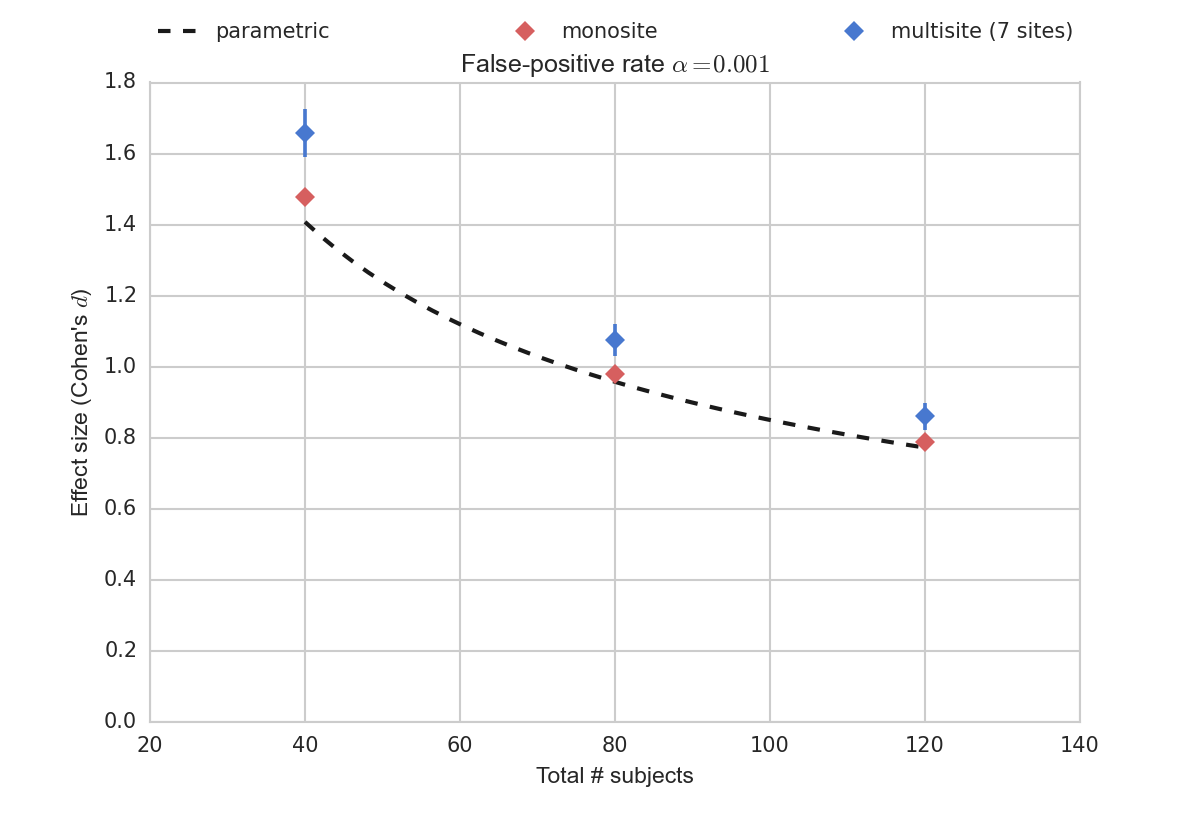 parametric monosite multisite (7 sites)
False-positive rate α=0.001
1.8
1.6
1.4
1.2
1.0
0.8
0.6
0.4
0.2
0.0
Effect size (Cohen's d)
20 40 60 80 100 120 140
Total # subjects